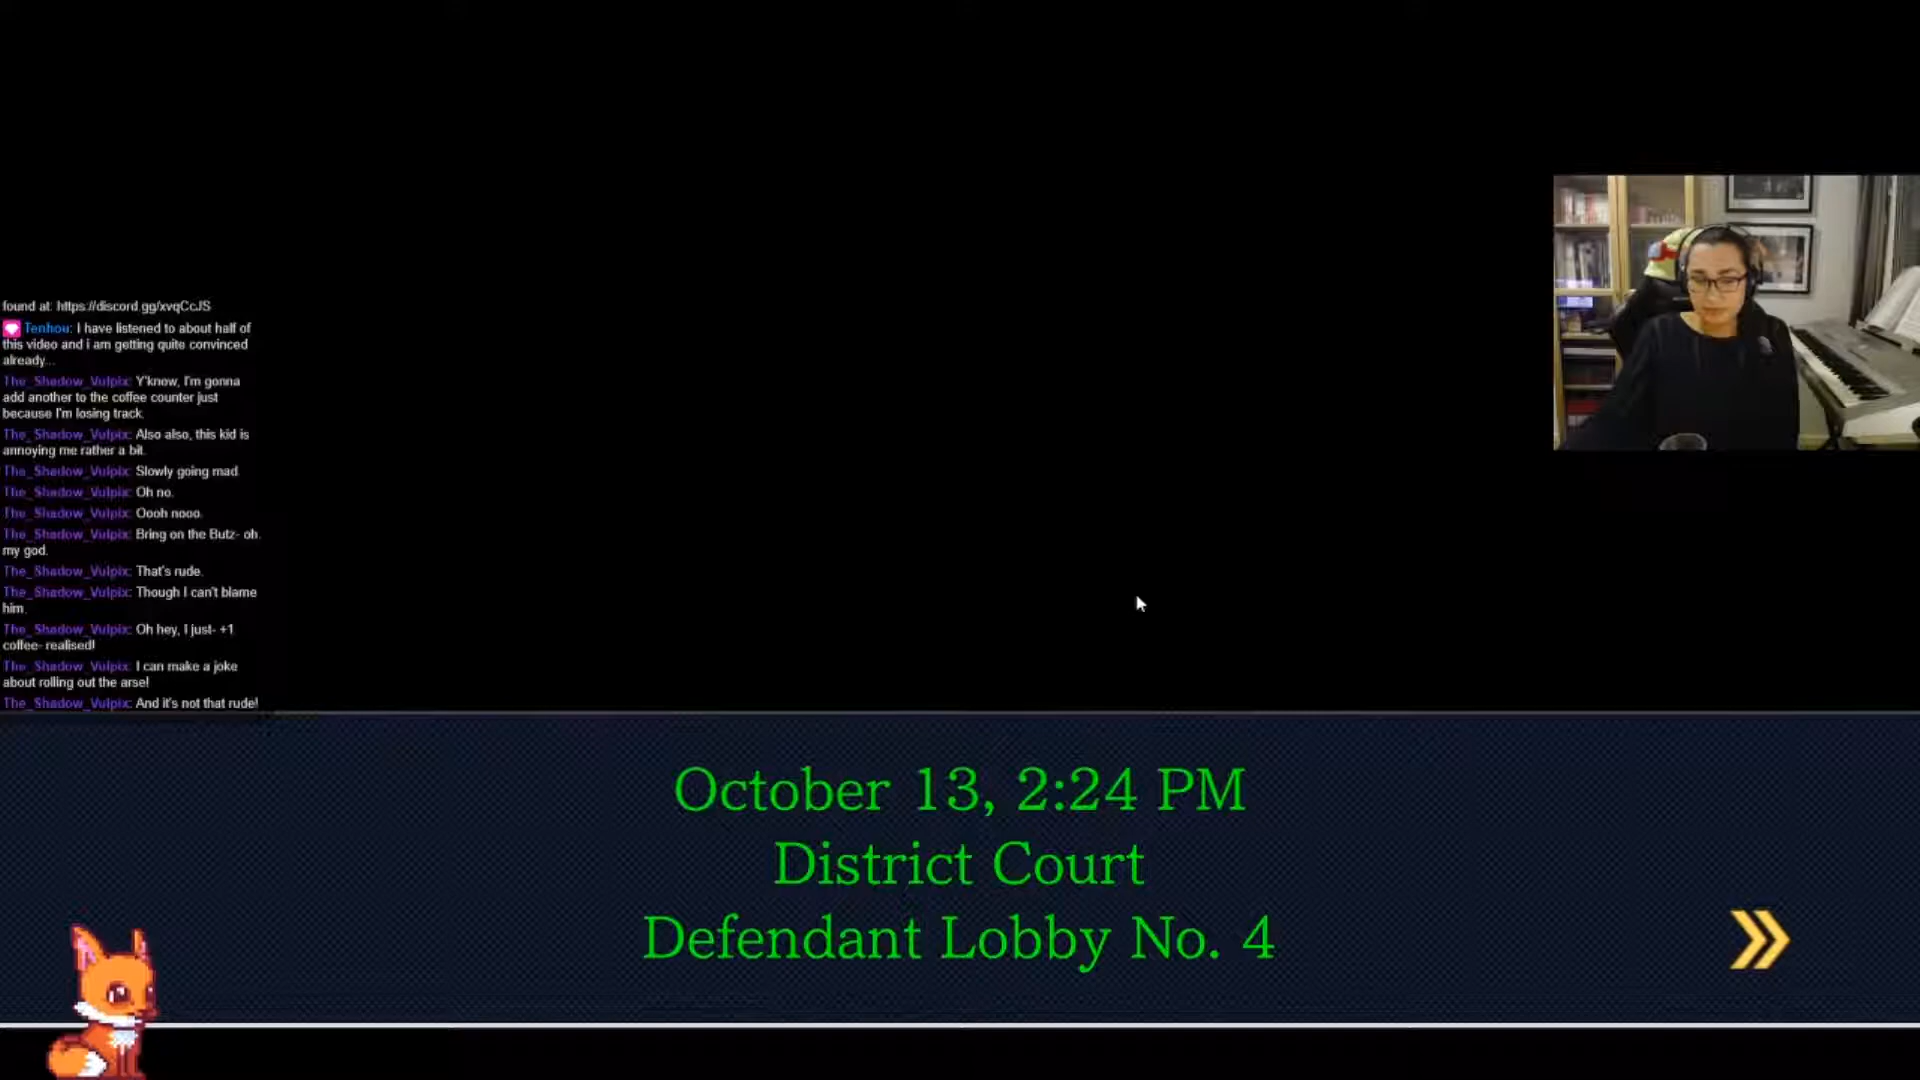 found at: https://discord.gg/xvqCcJS
Tenhou: I have listened to about half of
this video and i am getting quite convinced
already...
The_Shadow_Vulpix: Y'know, I'm gonna
add another to the coffee counter just
because I'm losing track.
The_Shadow_Vulpix: Also also, this kid is
annoying me rather a bit.
The_Shadow_Vulpix: Slowly going mad.
The_Shadow_Vulpix: Oh no.
The_Shadow_Vulpix: Oooh nooo.
The_Shadow_Vulpix: Bring on the Butz- oh.
my god.
The_Shadow_Vulpix: That's rude.
The_Shadow_Vulpix: Though I can't blame
him.
The_Shadow_Vulpix: Oh hey, I just- +1
coffee- realised!
The_Shadow_Vulpix: I can make a joke
about rolling out the arse!
The_Shadow_Vulpix: And it's not that rude!
October 13, 2:24 PM
District Court
Defendant Lobby No. 4